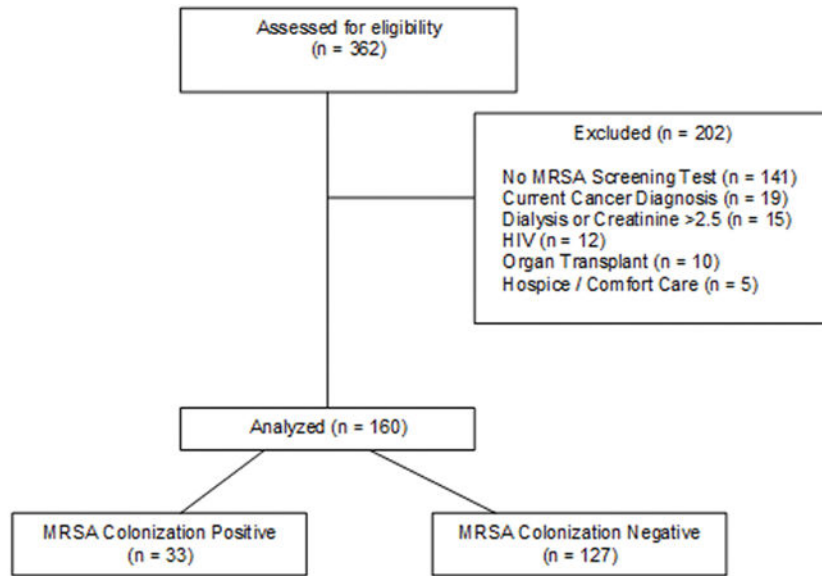 Assessed for eligibility
(n = 362)
Excluded (n = 202)
No MRSA Screening Test (n = 141)
Current Cancer Diagnosis (n = 19)
Dialysis or Creatinine >2.5 (n = 15)
HIV (n = 12)
Organ Transplant (n = 10)
Hospice / Comfort Care (n = 5)
Analyzed (n = 160)
MRSA Colonization Positive
(n = 33)
MRSA Colonization Negative
(n = 127)